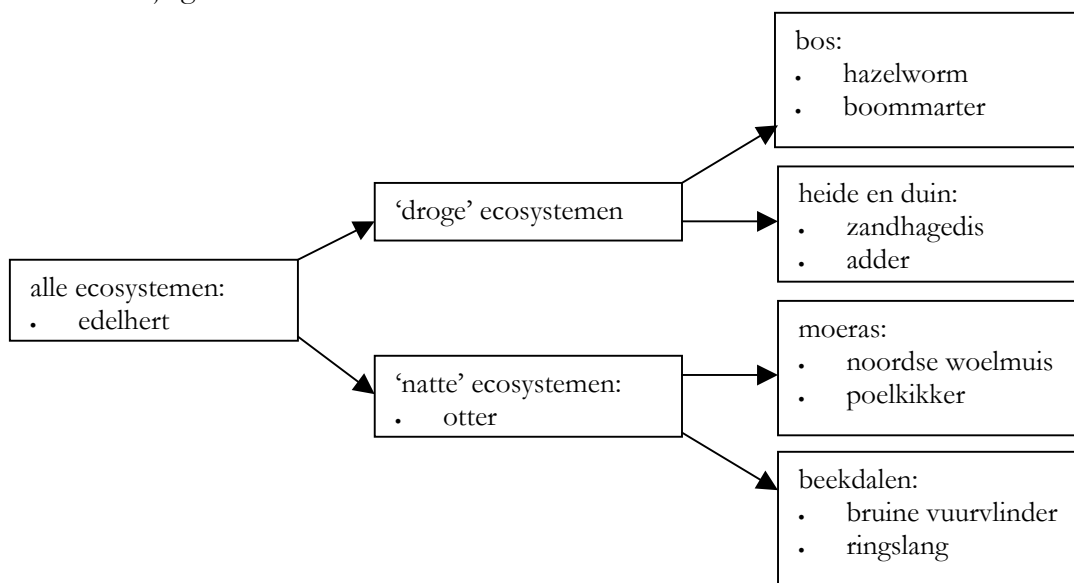 bos:
• hazelworm
• boommarter
'droge' ecosystemen
heide en duin:
• zandhagedis
• adder
alle ecosystemen:
• edelhert
moeras:
• noordse woelmuis
• poelkikker
'natte' ecosystemen:
• otter
beekdalen:
• bruine vuurvlinder
• ringslang